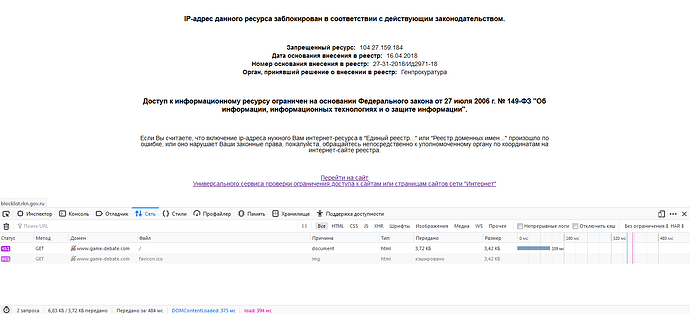 IP-адрес данного ресурса заблокирован в соответствии с действующим законодательством.
Запрещенный ресурс: 104.27.159.184
Дата основания внесения в реестр: 16.04.2018
Номер основания внесения в реестр: 27-31-2018/Ид2971-18
Орган, принявший решение о внесении в реестр: Генпрокуратура
Доступ к информационному ресурсу ограничен на основании Федерального закона от 27 июля 2006 г. № 149-ФЗ "Об
информации, информационных технологиях и о защите информации".
Если Вы считаете, что включение ip-адреса нужного Вам интернет-ресурса в "Единый реестр..." или "Реестр доменных имен..." произошло по
ошибке, или оно нарушает Ваши законные права, пожалуйста, обращайтесь непосредственно к уполномоченному органу по координатам на
интернет-сайте реестра.
Перейти на сайт
Универсального сервиса проверки ограничения доступа к сайтам или страницам сайтов сети "Интернет"
blocklist.rkn.gov.ru
Инспектор Консоль Отладчик Сеть Стили Профайлер Память Хранилище Поддержка доступности
Поиск URL Все HTML CSS JS XHR Шрифты Изображения Медиа WS Прочее Непрерывные логи Отключить кэш Без ограничения HAR
Статус Метод Домен Файл Причина Тип Передано Размер 0 мс 160 мс 320 мс 480 мс
GET www.game-debate.com / document html 3,72 КБ 3,42 КБ 109 мс
GET www.game-debate.com favicon.ico img html кэшировано 3,42 КБ
2 запроса 6,83 КБ / 3,72 КБ передано Передано за: 484 мс DOMContentLoaded: 375 мс load: 394 мс